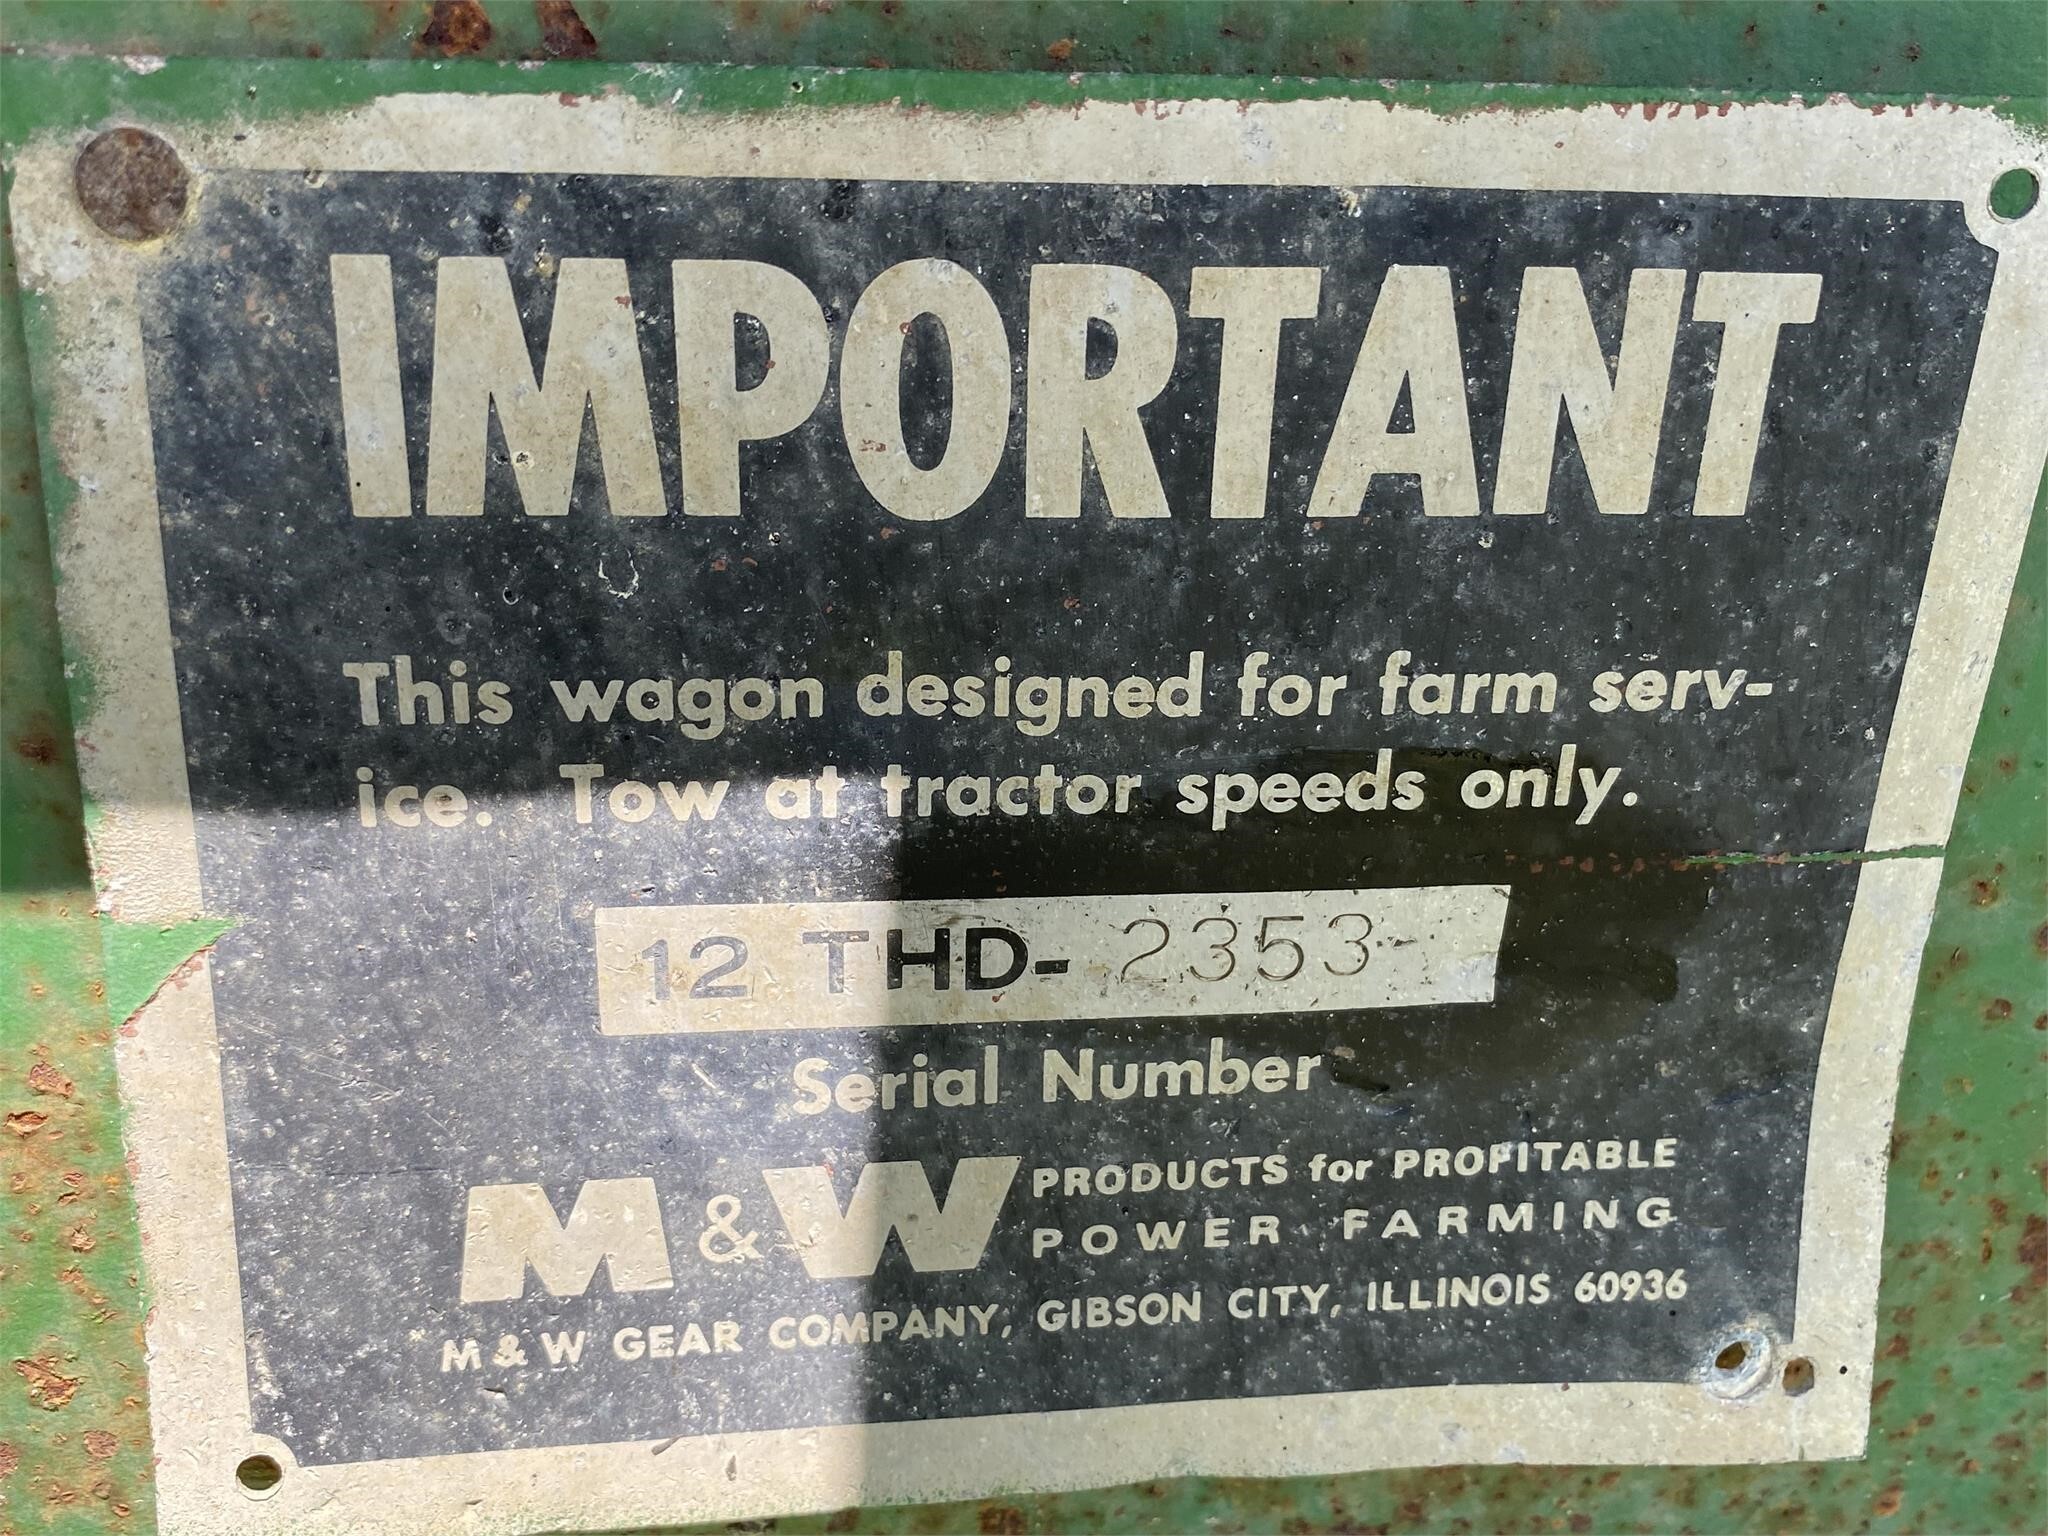 IMPORTANT
This wagon designed for farm serv-
ice. Tow at tractor speeds only.
12 THD- 2353
Serial Number
M & W PRODUCTS for PROFITABLE
POWER FARMING
M & W GEAR COMPANY, GIBSON CITY, ILLINOIS 60936